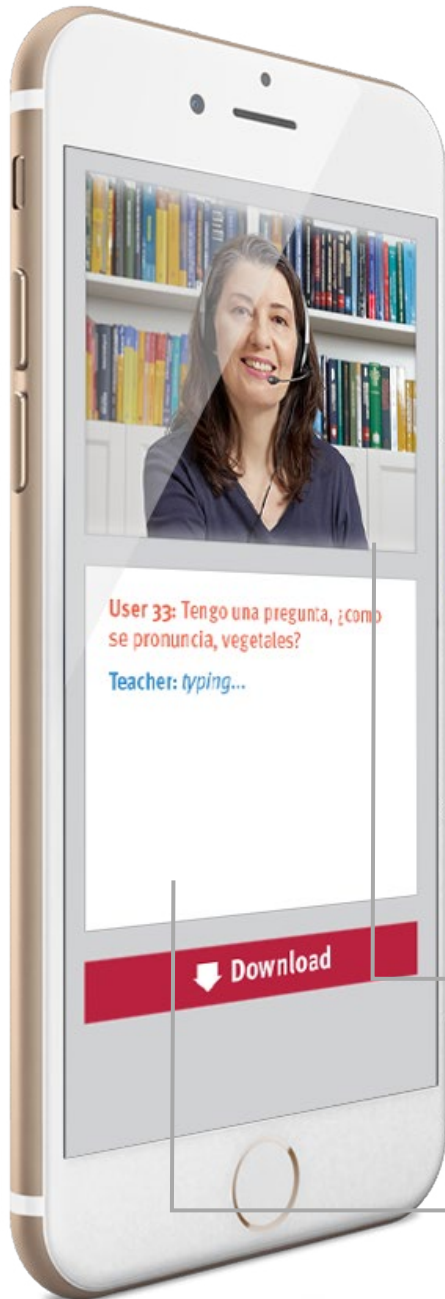 User 33: Tengo una pregunta, ¿como
se pronuncia, vegetales?
Teacher: typing...
Download